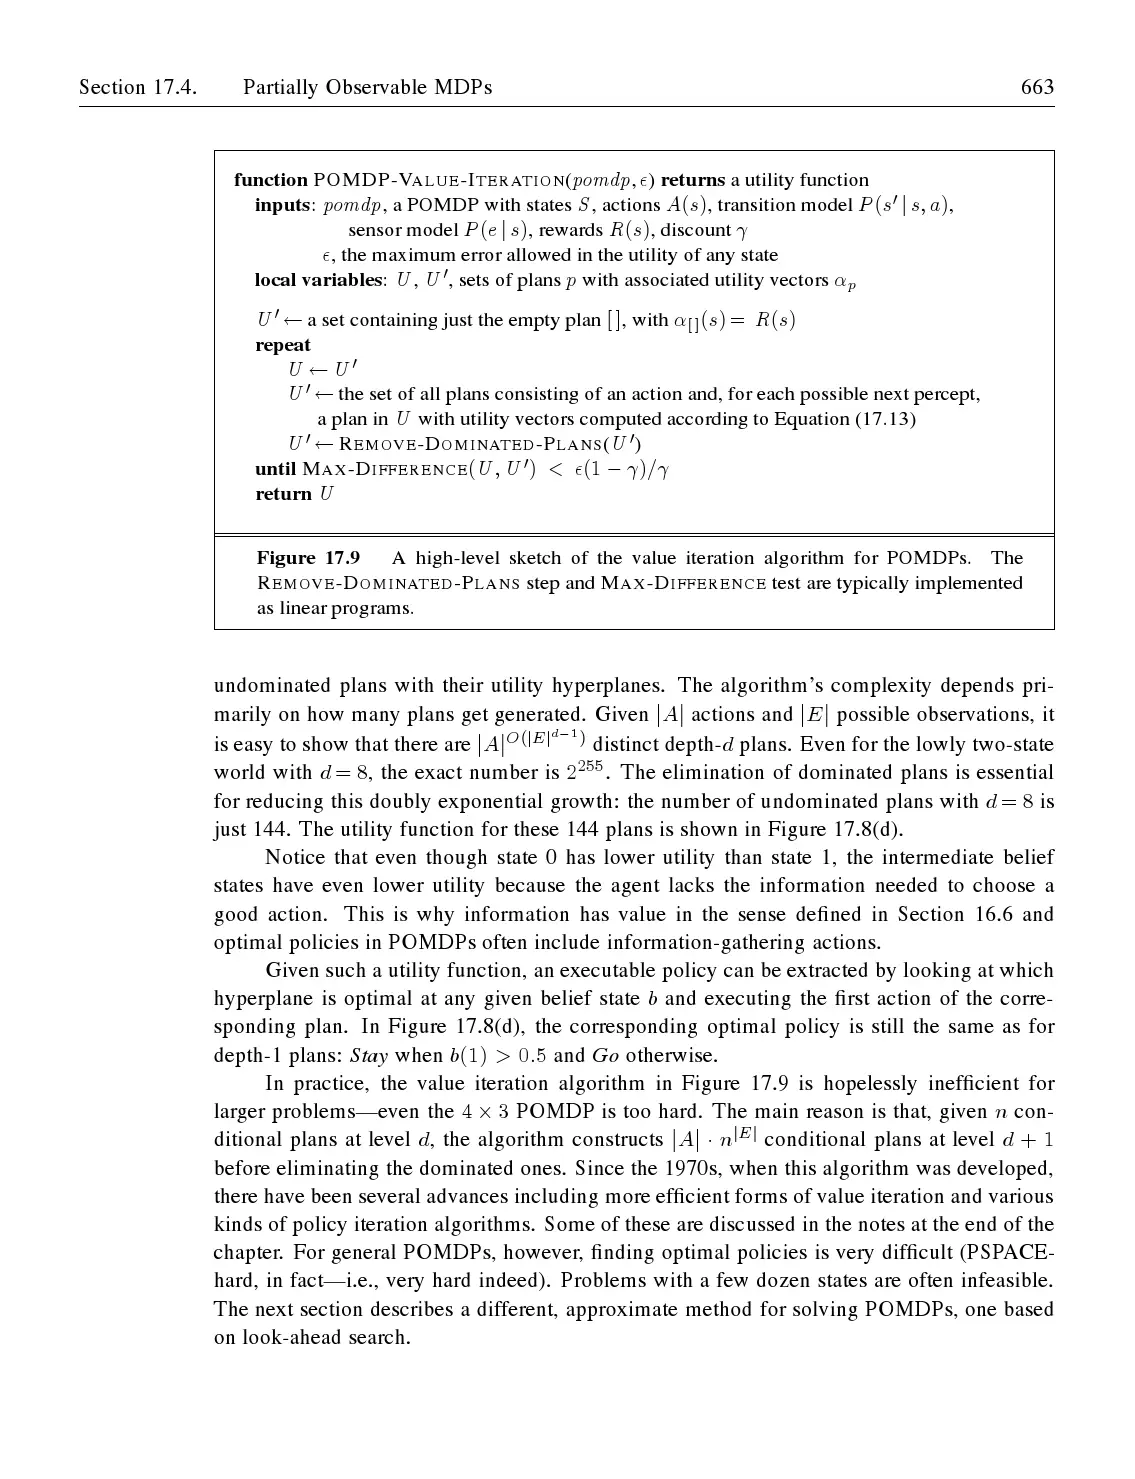 Section 17.4. Partially Observable MDPs 663
function POMDP-VALUE-ITERATION(pomdp, ϵ) returns a utility function
inputs: pomdp, a POMDP with states S, actions A(s), transition model P(s′ | s, a),
sensor model P(e | s), rewards R(s), discount γ
ϵ, the maximum error allowed in the utility of any state
local variables: U, U′, sets of plans p with associated utility vectors αp
U′ ← a set containing just the empty plan [ ], with α[ ](s) = R(s)
repeat
U ← U′
U′ ← the set of all plans consisting of an action and, for each possible next percept,
a plan in U with utility vectors computed according to Equation (17.13)
U′ ← REMOVE-DOMINATED-PLANS(U′)
until MAX-DIFFERENCE(U, U′) < ϵ(1 − γ)/γ
return U
Figure 17.9 A high-level sketch of the value iteration algorithm for POMDPs. The
REMOVE-DOMINATED-PLANS step and MAX-DIFFERENCE test are typically implemented
as linear programs.
undominated plans with their utility hyperplanes. The algorithm's complexity depends pri-
marily on how many plans get generated. Given |A| actions and |E| possible observations, it
is easy to show that there are |A|^O(|E|^(d−1)) distinct depth-d plans. Even for the lowly two-state
world with d = 8, the exact number is 2^255. The elimination of dominated plans is essential
for reducing this doubly exponential growth: the number of undominated plans with d = 8 is
just 144. The utility function for these 144 plans is shown in Figure 17.8(d).
Notice that even though state 0 has lower utility than state 1, the intermediate belief
states have even lower utility because the agent lacks the information needed to choose a
good action. This is why information has value in the sense defined in Section 16.6 and
optimal policies in POMDPs often include information-gathering actions.
Given such a utility function, an executable policy can be extracted by looking at which
hyperplane is optimal at any given belief state b and executing the first action of the corre-
sponding plan. In Figure 17.8(d), the corresponding optimal policy is still the same as for
depth-1 plans: Stay when b(1) > 0.5 and Go otherwise.
In practice, the value iteration algorithm in Figure 17.9 is hopelessly inefficient for
larger problems—even the 4 × 3 POMDP is too hard. The main reason is that, given n con-
ditional plans at level d, the algorithm constructs |A| · n^|E| conditional plans at level d + 1
before eliminating the dominated ones. Since the 1970s, when this algorithm was developed,
there have been several advances including more efficient forms of value iteration and various
kinds of policy iteration algorithms. Some of these are discussed in the notes at the end of the
chapter. For general POMDPs, however, finding optimal policies is very difficult (PSPACE-
hard, in fact—i.e., very hard indeed). Problems with a few dozen states are often infeasible.
The next section describes a different, approximate method for solving POMDPs, one based
on look-ahead search.